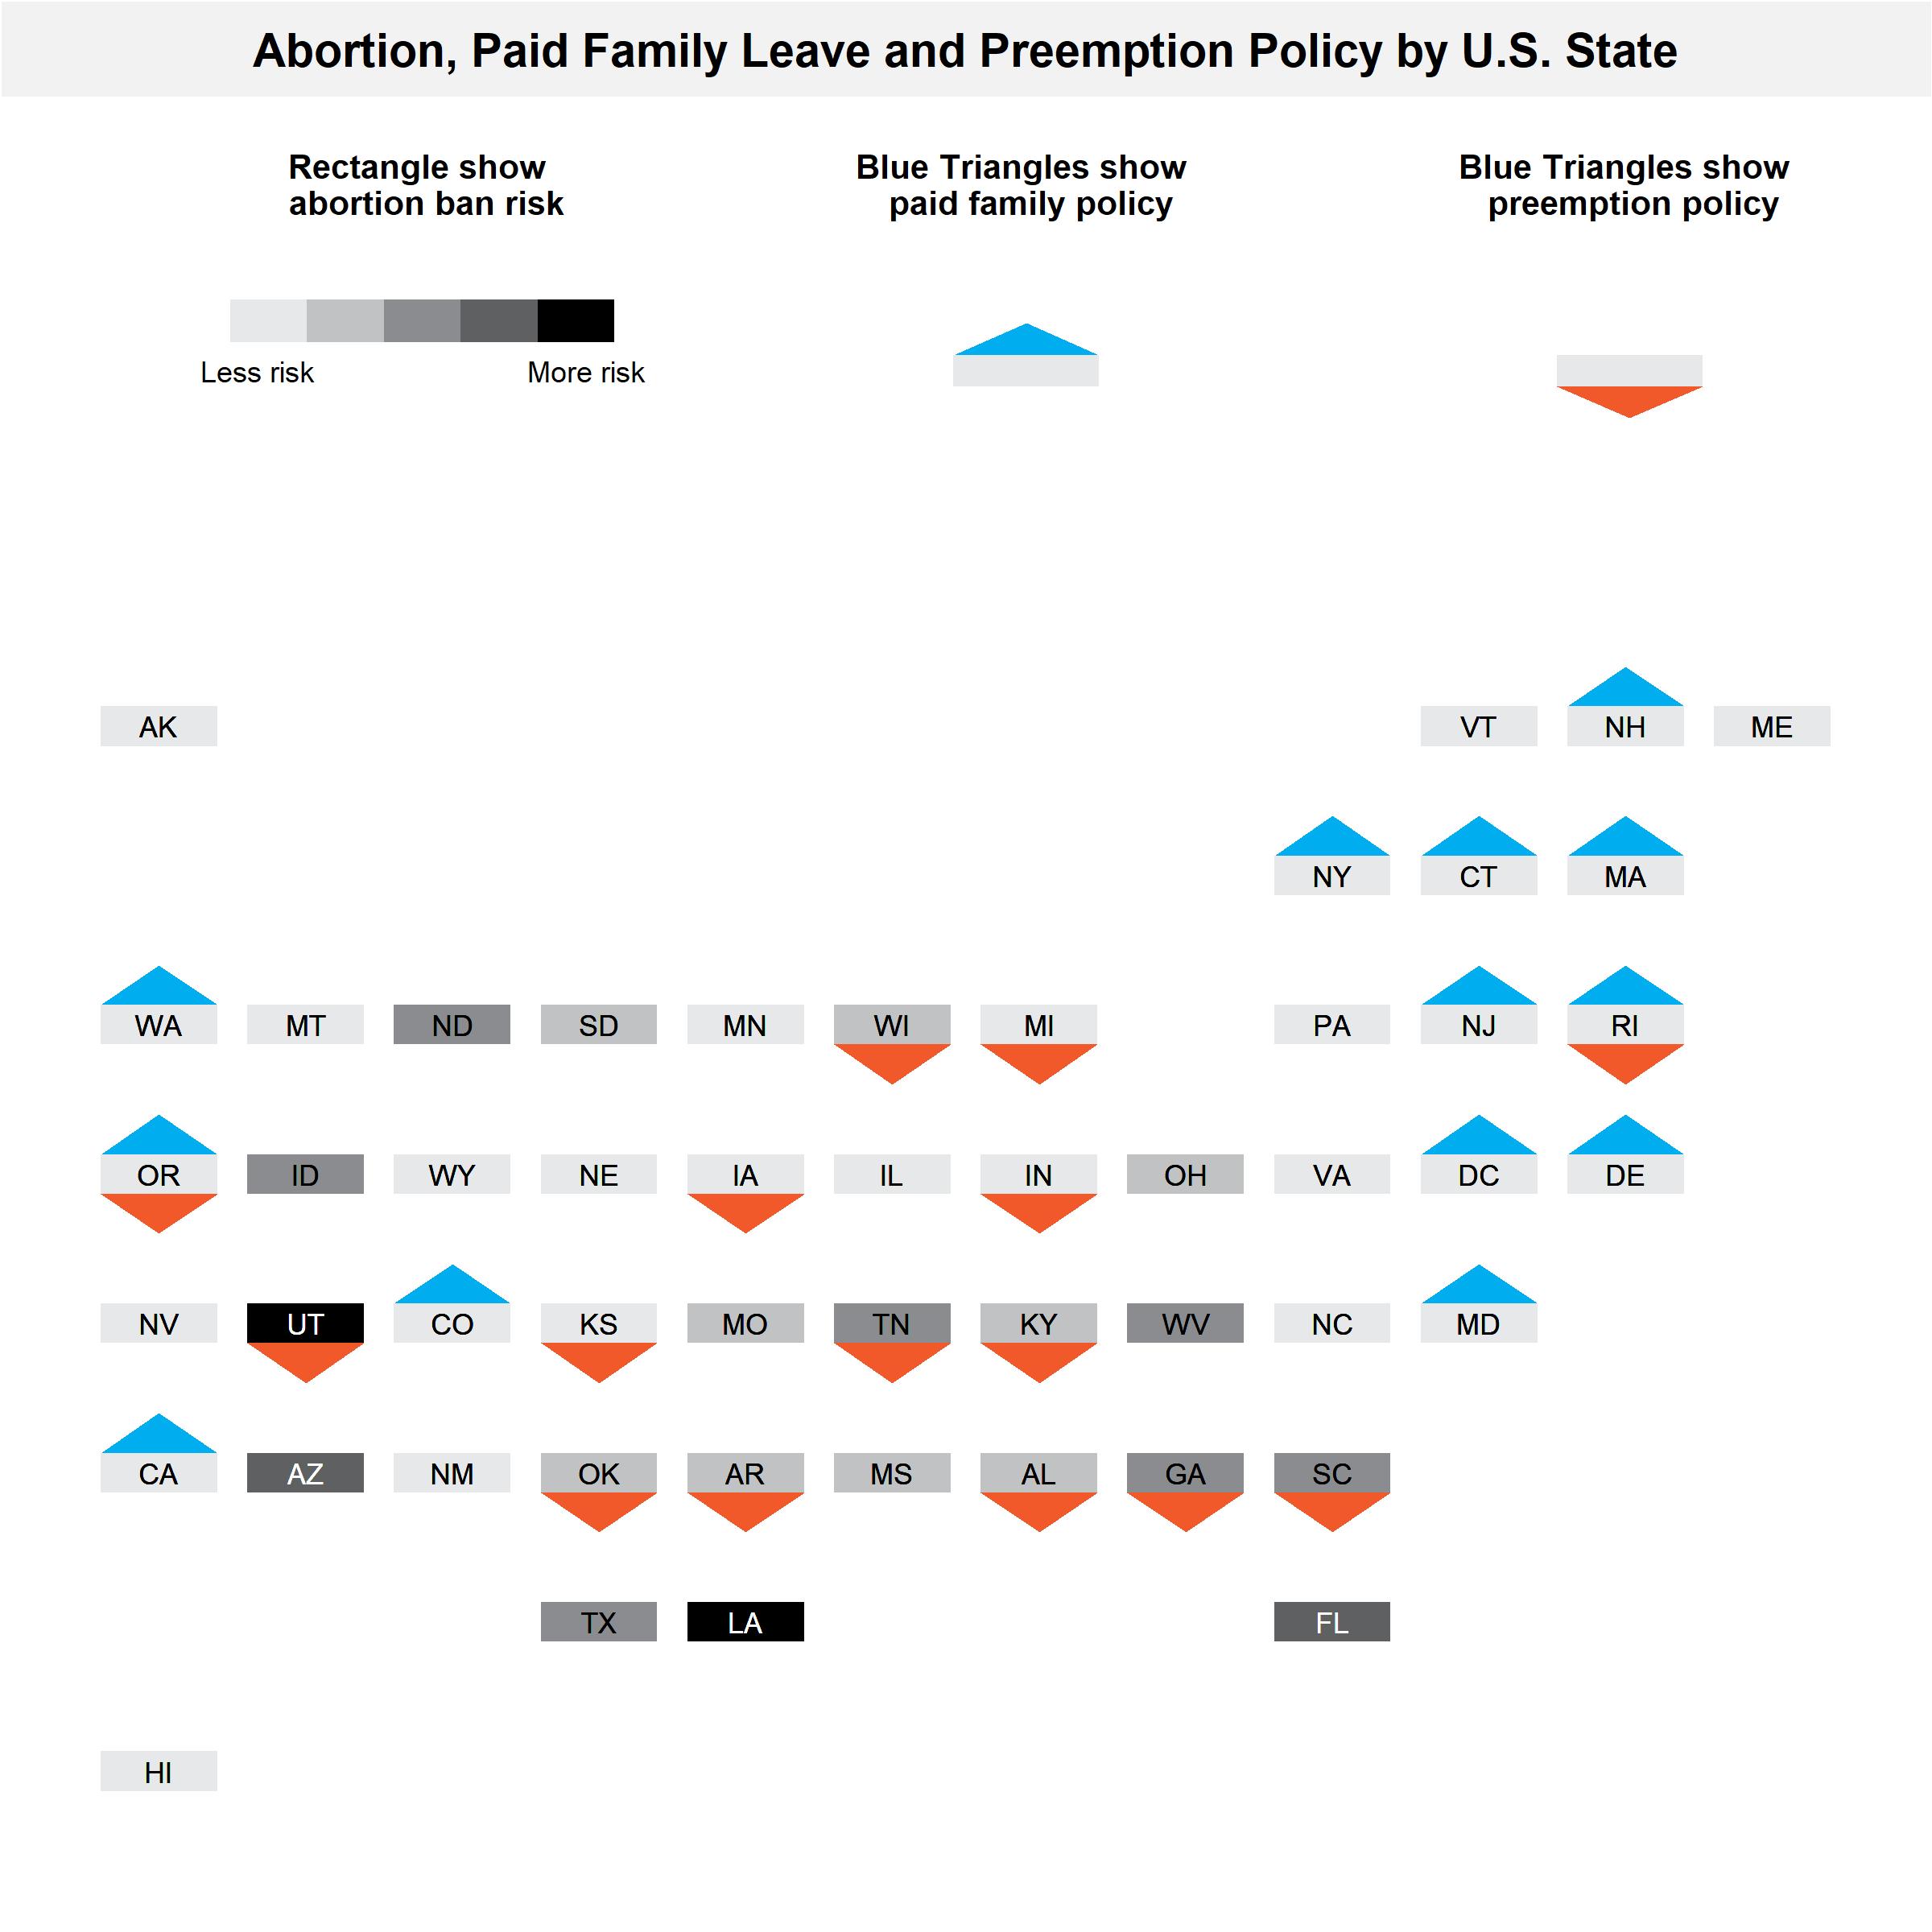 Abortion, Paid Family Leave and Preemption Policy by U.S. State
Rectangle show
abortion ban risk
Blue Triangles show
paid family policy
Blue Triangles show
preemption policy
Less risk
More risk
AK
VT
NH
ME
NY
CT
MA
WA
MT
ND
SD
MN
WI
MI
PA
NJ
RI
OR
ID
WY
NE
IA
IL
IN
OH
VA
DC
DE
NV
UT
CO
KS
MO
TN
KY
WV
NC
MD
CA
AZ
NM
OK
AR
MS
AL
GA
SC
TX
LA
FL
HI